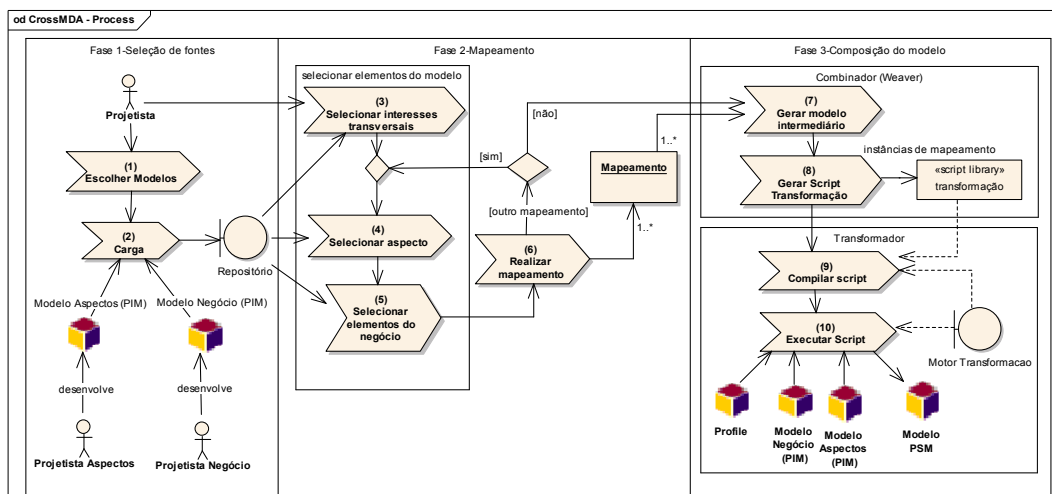 od CrossMDA - Process
Fase 1-Seleção de fontes
Projetista
(1)
Escolher Modelos
(2)
Carga
Repositório
Modelo Aspectos (PIM)
Modelo Negócio (PIM)
desenvolve
desenvolve
Projetista Aspectos
Projetista Negócio
Fase 2-Mapeamento
selecionar elementos do modelo
(3)
Selecionar interesses
transversais
[não]
[sim]
[outro mapeamento]
(4)
Selecionar aspecto
(5)
Selecionar
elementos do
negócio
(6)
Realizar
mapeamento
Mapeamento
1..*
1..*
Fase 3-Composição do modelo
Combinador (Weaver)
(7)
Gerar modelo
intermediário
instâncias de mapeamento
(8)
Gerar Script
Transformação
«script library»
transformação
Transformador
(9)
Compilar script
(10)
Executar Script
Motor Transformacao
Profile
Modelo
Negócio
(PIM)
Modelo
Aspectos
(PIM)
Modelo
PSM